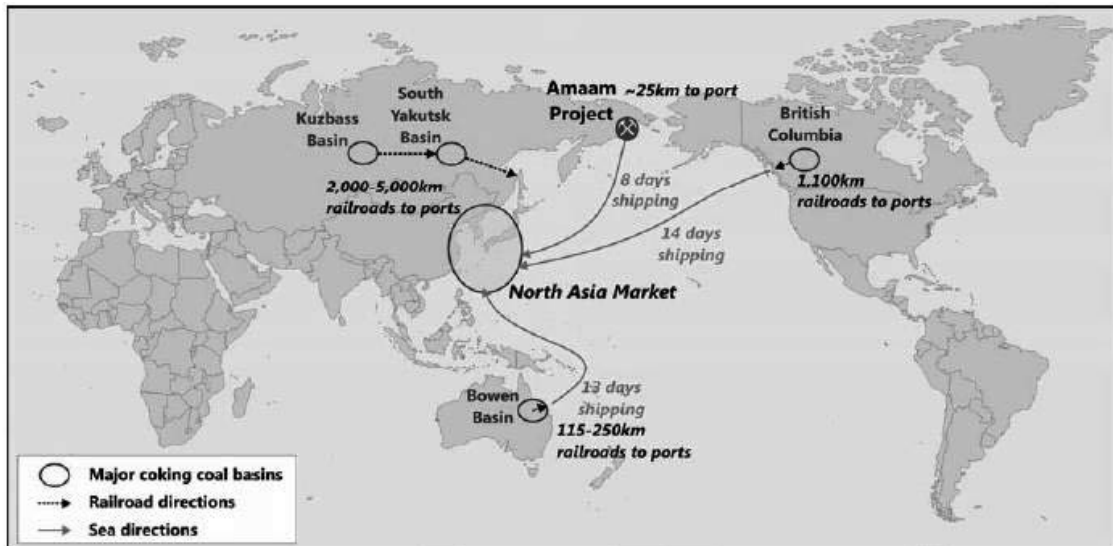 Amaam
Project
~25km to port
South
Yakutsk
Basin
Kuzbass
Basin
British
Columbia
2,000-5,000km
railroads to ports
8 days
shipping
1,100km
railroads to ports
14 days
shipping
North Asia Market
13 days
shipping
Bowen
Basin
115-250km
railroads to ports
Major coking coal basins
Railroad directions
Sea directions